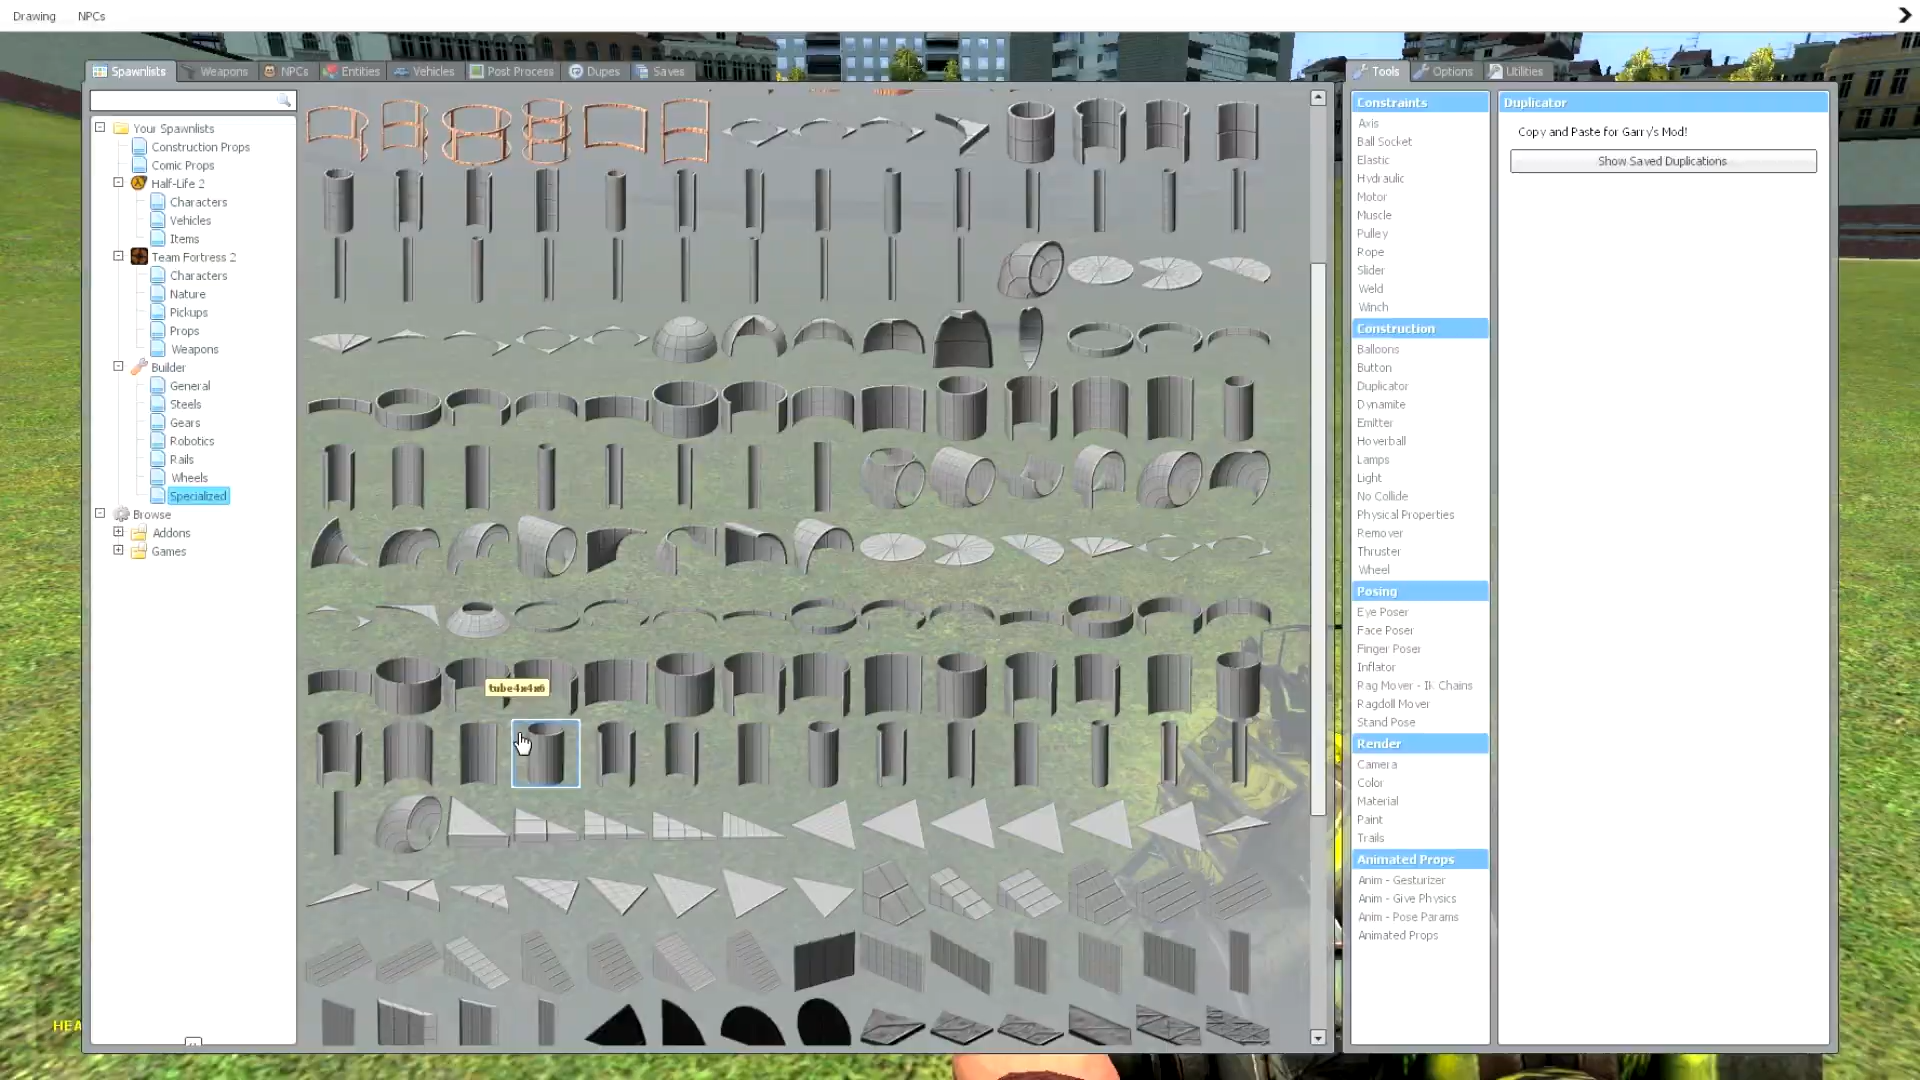 Drawing NPCs
Spawnlists Weapons NPCs Entities Vehicles Post Process Dupes Saves
Tools Options Utilities
Your Spawnlists
Construction Props
Comic Props
Half-Life 2
Characters
Vehicles
Items
Team Fortress 2
Characters
Nature
Pickups
Props
Weapons
Builder
General
Steels
Gears
Robotics
Rails
Wheels
Specialized
Browse
Addons
Games
tube4x4x6
HEA
Constraints
Axis
Ball Socket
Elastic
Hydraulic
Motor
Muscle
Pulley
Rope
Slider
Weld
Winch
Construction
Balloons
Button
Duplicator
Dynamite
Emitter
Hoverball
Lamps
Light
No Collide
Physical Properties
Remover
Thruster
Wheel
Posing
Eye Poser
Face Poser
Finger Poser
Inflator
Rag Mover - Ik Chains
Ragdoll Mover
Stand Pose
Render
Camera
Color
Material
Paint
Trails
Animated Props
Anim - Gesturizer
Anim - Give Physics
Anim - Pose Params
Animated Props
Duplicator
Copy and Paste for Garry's Mod!
Show Saved Duplications